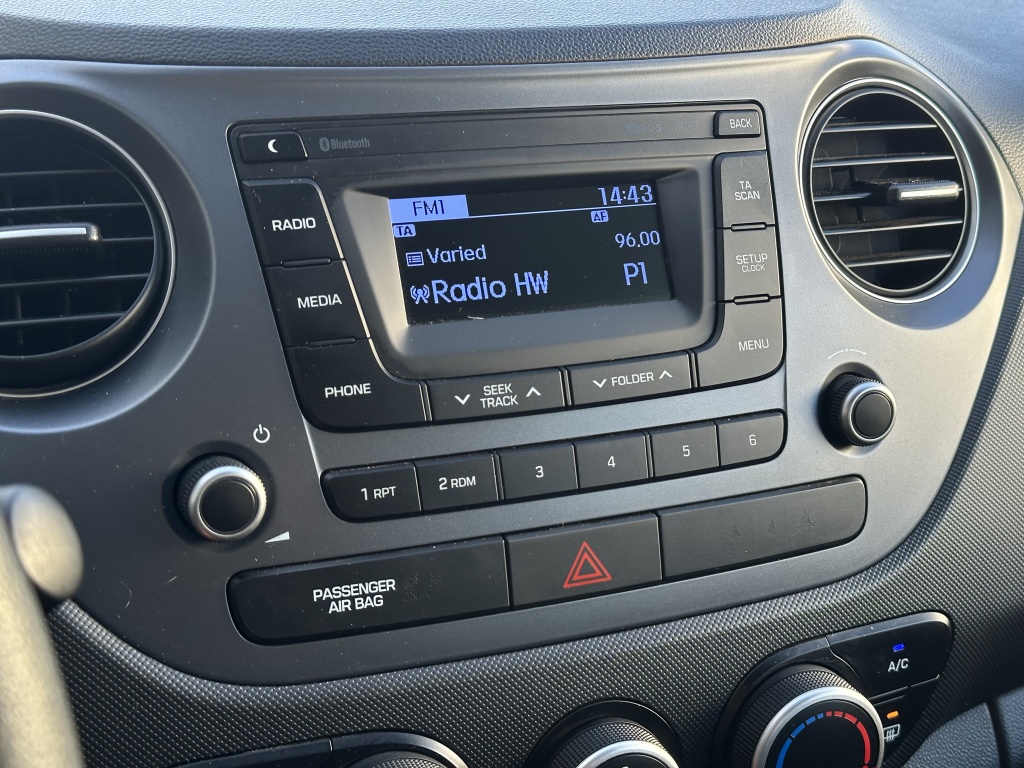 Bluetooth
BACK
RADIO
MEDIA
PHONE
FM1
14:43
TA
AF
Varied
96.00
Radio HW
P1
TA
SCAN
SETUP
CLOCK
MENU
SEEK
TRACK
FOLDER
1 RPT
2 RDM
3
4
5
6
PASSENGER
AIR BAG
A/C